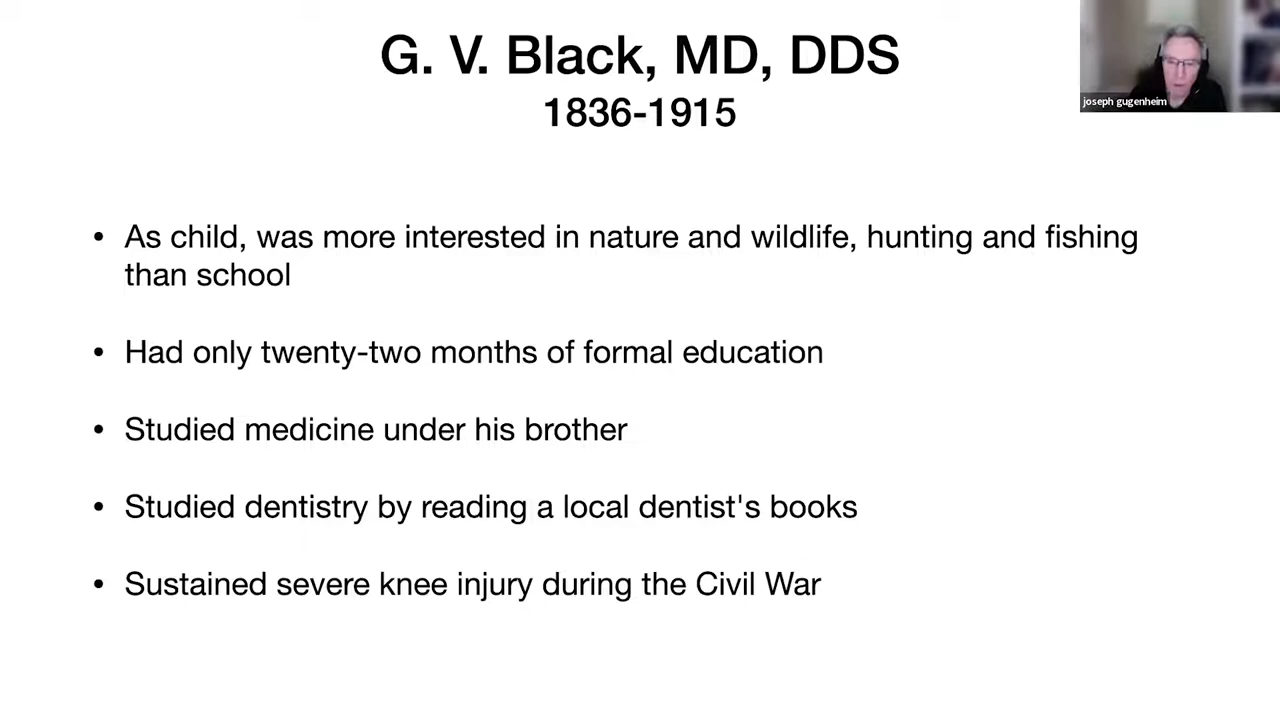 G. V. Black, MD, DDS
1836-1915
joseph gugenheim
• As child, was more interested in nature and wildlife, hunting and fishing
than school
• Had only twenty-two months of formal education
• Studied medicine under his brother
• Studied dentistry by reading a local dentist's books
• Sustained severe knee injury during the Civil War